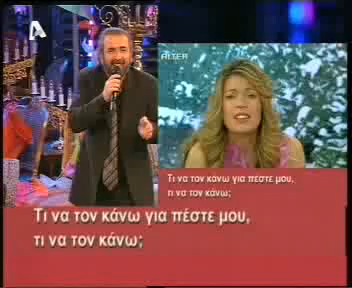 A
ALTER
Τι να τον κάνω για πέστε μου,
τι να τον κάνω;
Τι να τον κάνω για πέστε μου,
τι να τον κάνω;